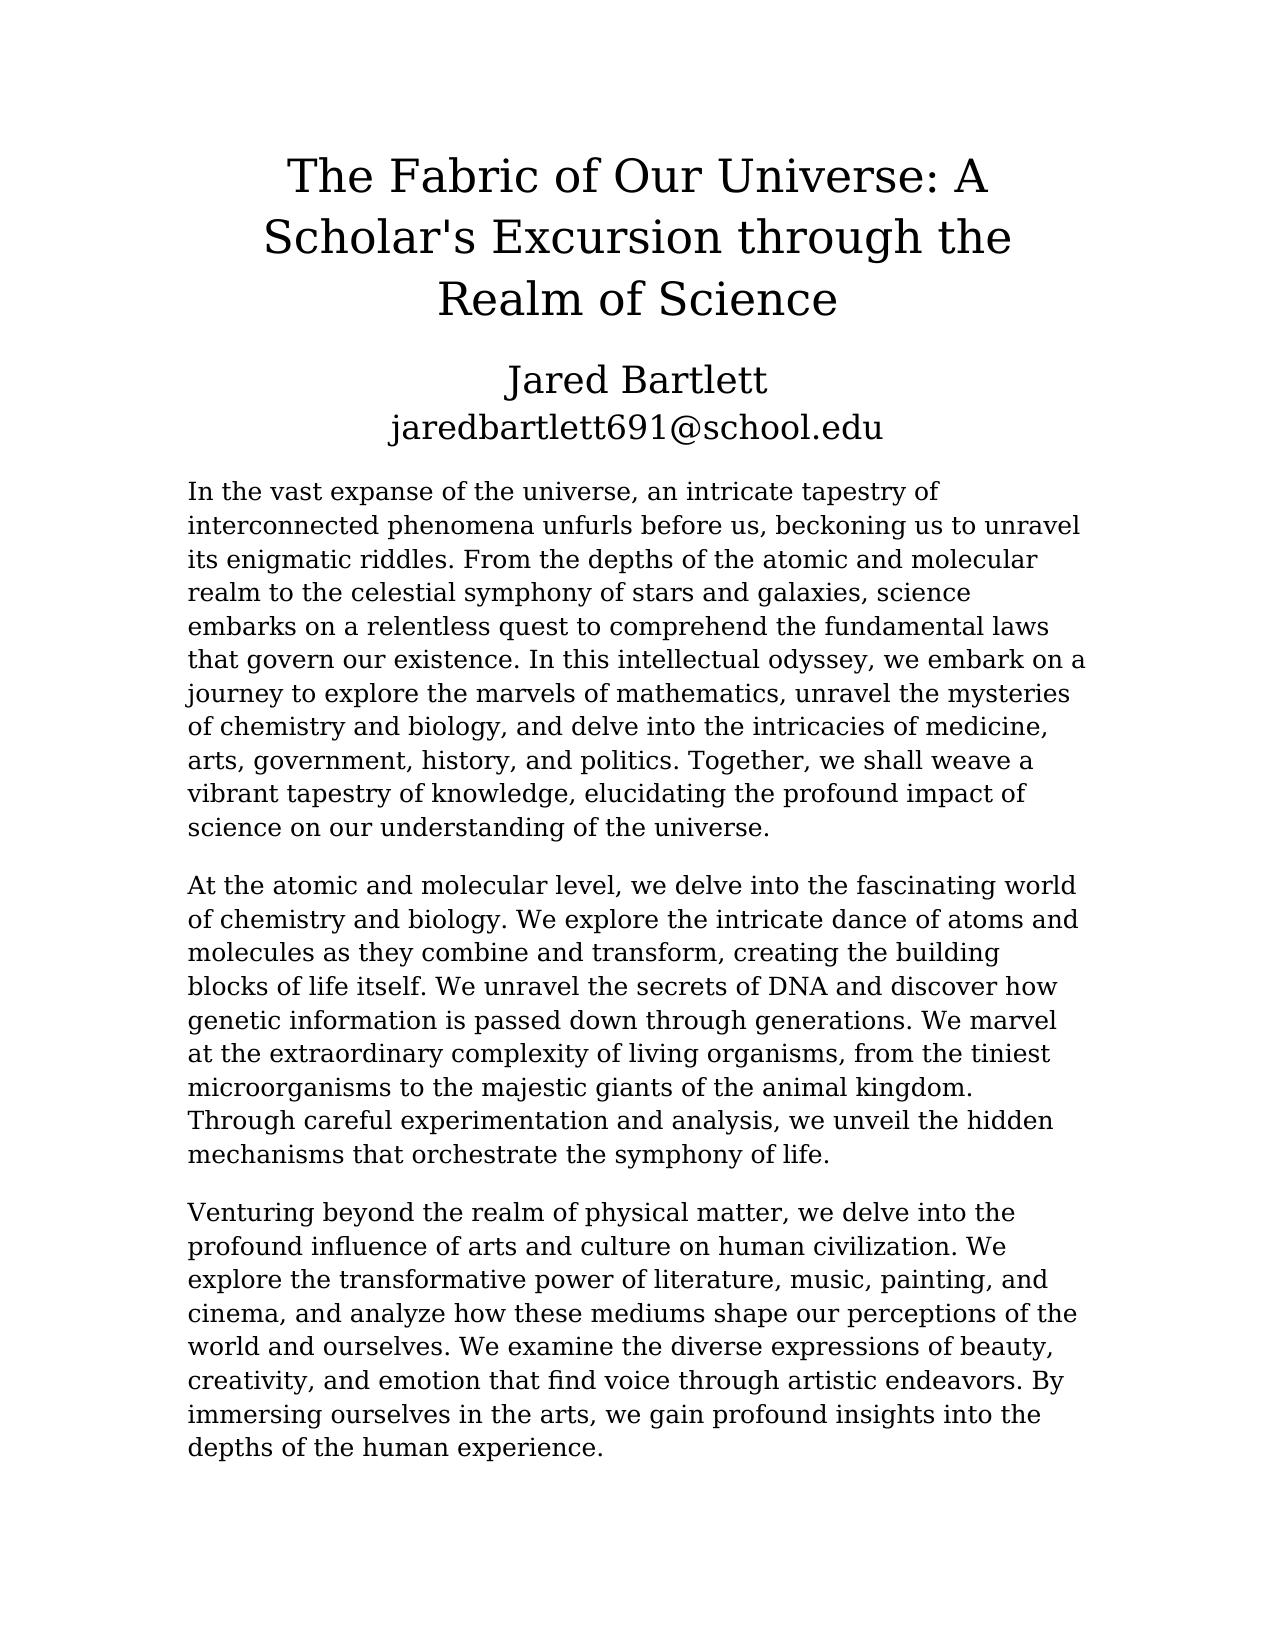 The Fabric of Our Universe: A
Scholar's Excursion through the
Realm of Science
Jared Bartlett
jaredbartlett691@school.edu
In the vast expanse of the universe, an intricate tapestry of
interconnected phenomena unfurls before us, beckoning us to unravel
its enigmatic riddles. From the depths of the atomic and molecular
realm to the celestial symphony of stars and galaxies, science
embarks on a relentless quest to comprehend the fundamental laws
that govern our existence. In this intellectual odyssey, we embark on a
journey to explore the marvels of mathematics, unravel the mysteries
of chemistry and biology, and delve into the intricacies of medicine,
arts, government, history, and politics. Together, we shall weave a
vibrant tapestry of knowledge, elucidating the profound impact of
science on our understanding of the universe.
At the atomic and molecular level, we delve into the fascinating world
of chemistry and biology. We explore the intricate dance of atoms and
molecules as they combine and transform, creating the building
blocks of life itself. We unravel the secrets of DNA and discover how
genetic information is passed down through generations. We marvel
at the extraordinary complexity of living organisms, from the tiniest
microorganisms to the majestic giants of the animal kingdom.
Through careful experimentation and analysis, we unveil the hidden
mechanisms that orchestrate the symphony of life.
Venturing beyond the realm of physical matter, we delve into the
profound influence of arts and culture on human civilization. We
explore the transformative power of literature, music, painting, and
cinema, and analyze how these mediums shape our perceptions of the
world and ourselves. We examine the diverse expressions of beauty,
creativity, and emotion that find voice through artistic endeavors. By
immersing ourselves in the arts, we gain profound insights into the
depths of the human experience.